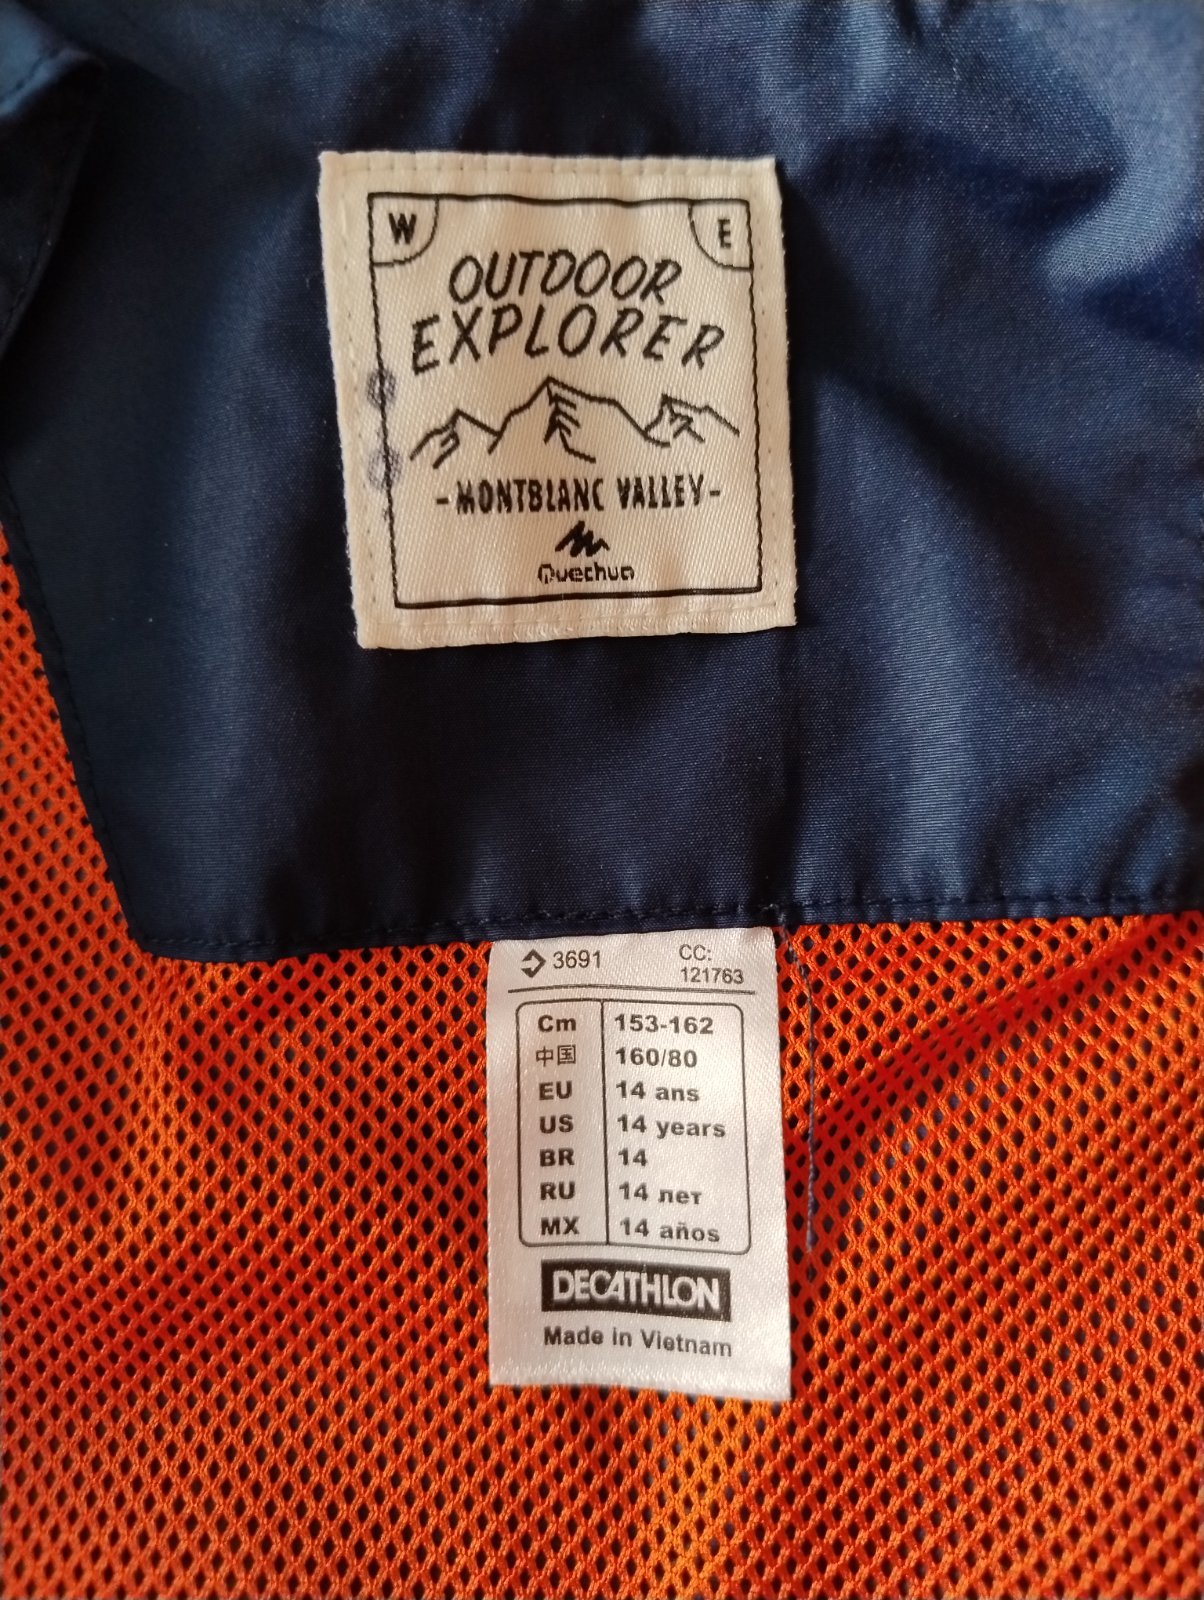 W E
OUTDOOR
EXPLORER
-MONTBLANC VALLEY-
Quechua
3691 CC:
121763
Cm 153-162
中国 160/80
EU 14 ans
US 14 years
BR 14
RU 14 лет
MX 14 años
DECATHLON
Made in Vietnam